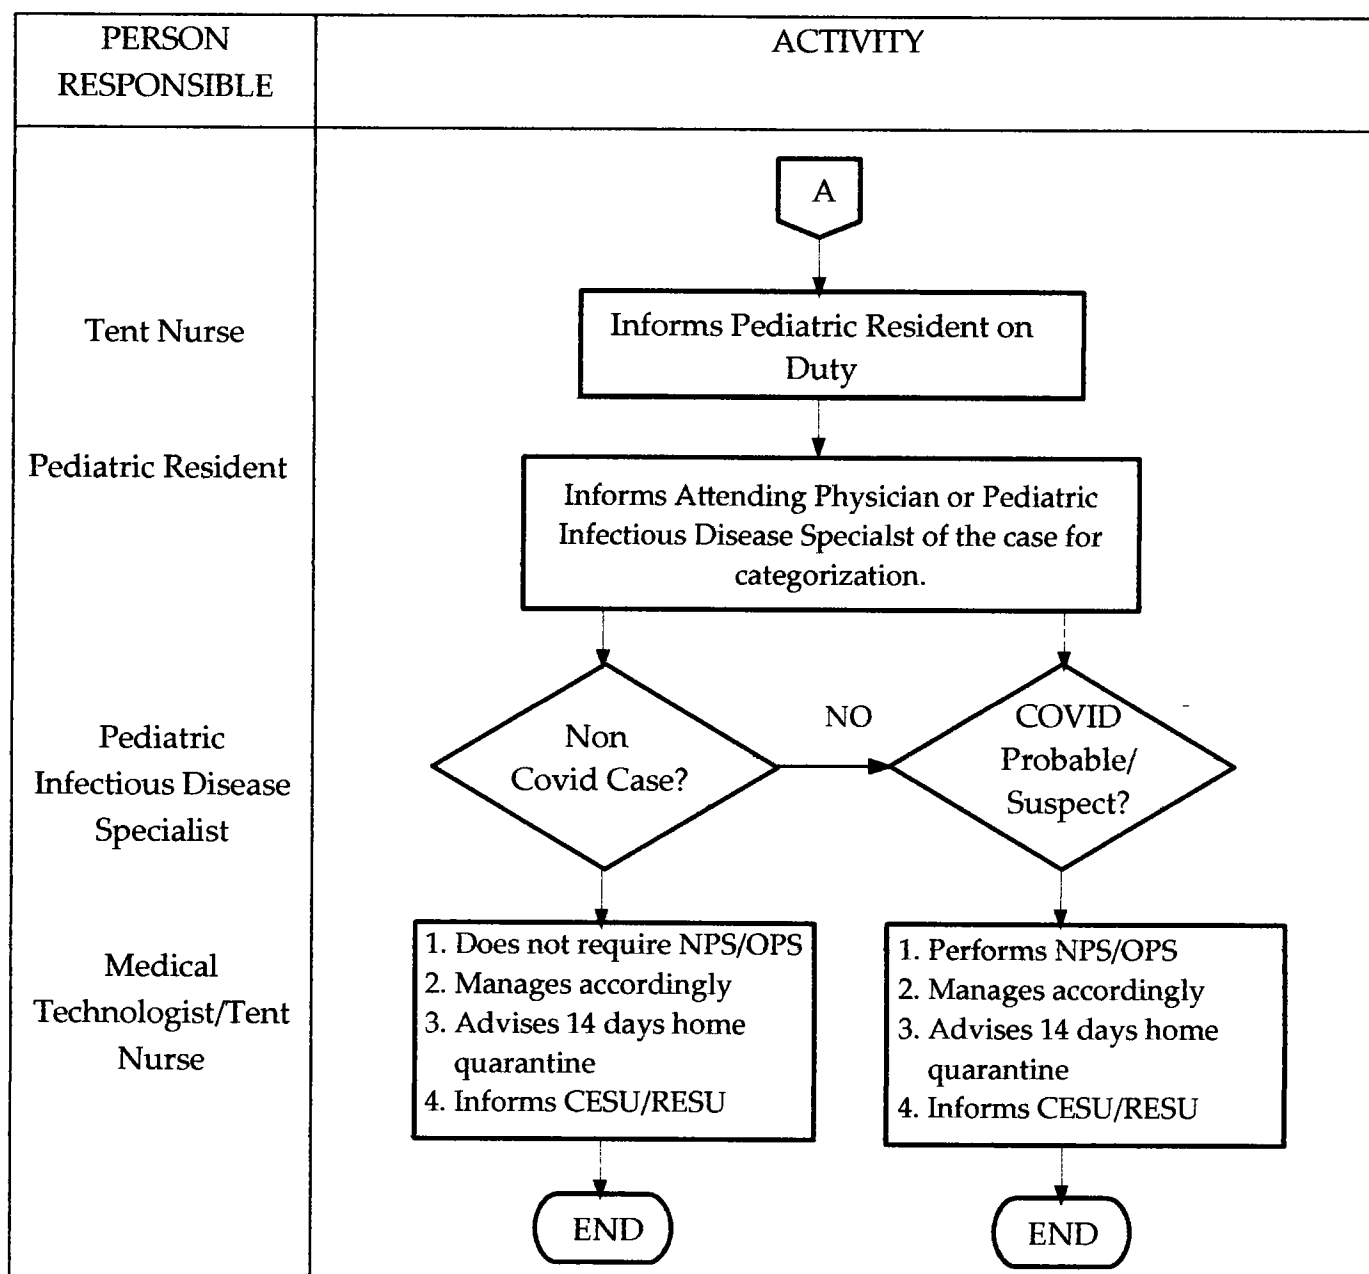 PERSON
RESPONSIBLE
ACTIVITY
A
Tent Nurse
Informs Pediatric Resident on
Duty
Pediatric Resident
Informs Attending Physician or Pediatric
Infectious Disease Specialst of the case for
categorization.
Pediatric
Infectious Disease
Specialist
Non
Covid Case?
NO
COVID
Probable/
Suspect?
Medical
Technologist/Tent
Nurse
1. Does not require NPS/OPS
2. Manages accordingly
3. Advises 14 days home
quarantine
4. Informs CESU/RESU
1. Performs NPS/OPS
2. Manages accordingly
3. Advises 14 days home
quarantine
4. Informs CESU/RESU
END
END